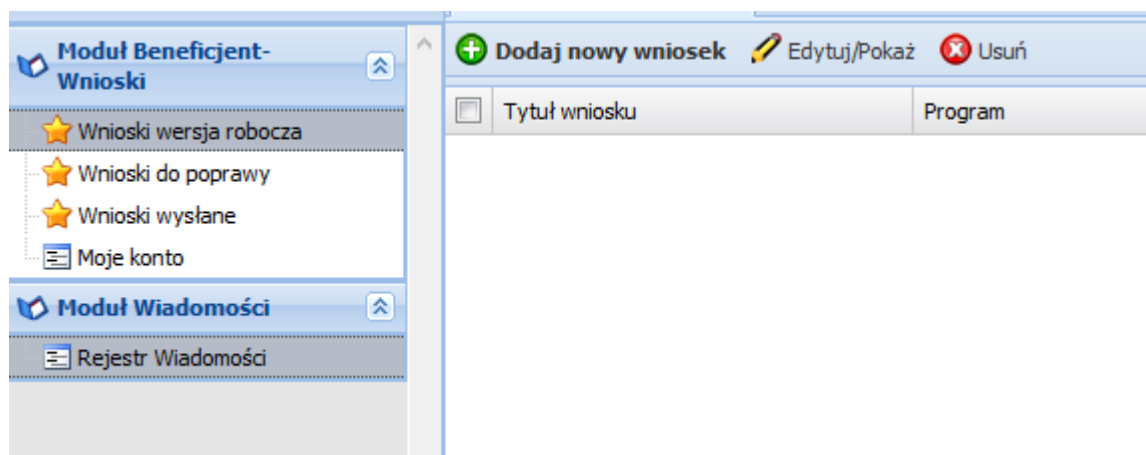 Moduł Beneficjent-
Wnioski
Wnioski wersja robocza
Wnioski do poprawy
Wnioski wysłane
Moje konto
Moduł Wiadomości
Rejestr Wiadomości
Dodaj nowy wniosek Edytuj/Pokaż Usuń
Tytuł wniosku Program